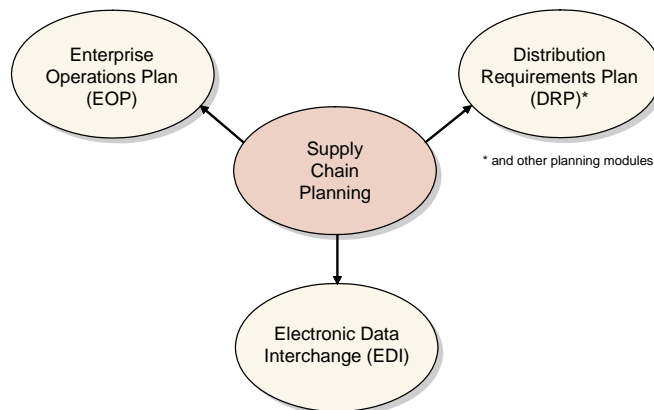 Enterprise
Operations Plan
(EOP)
Distribution
Requirements Plan
(DRP)*
* and other planning modules
Supply
Chain
Planning
Electronic Data
Interchange (EDI)